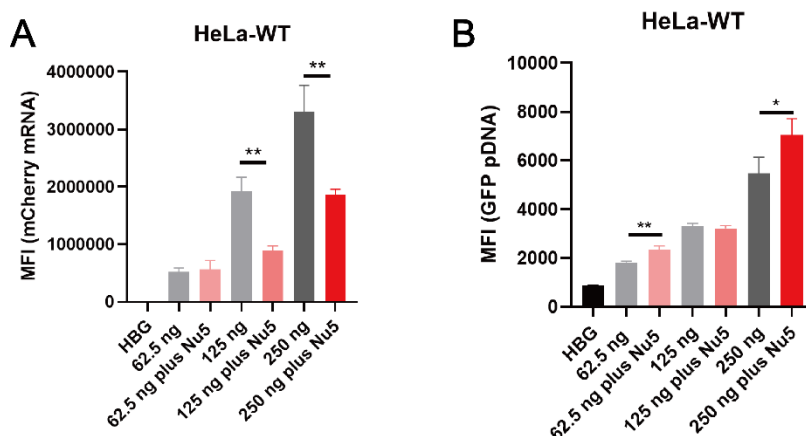 A
HeLa-WT
MFI (mCherry mRNA)
4000000
3000000
2000000
1000000
0
**
**
HBG
62.5 ng
62.5 ng plus Nu5
125 ng
125 ng plus Nu5
250 ng
250 ng plus Nu5
B
HeLa-WT
MFI (GFP pDNA)
10000
8000
6000
4000
2000
0
**
*
HBG
62.5 ng
62.5 ng plus Nu5
125 ng
125 ng plus Nu5
250 ng
250 ng plus Nu5